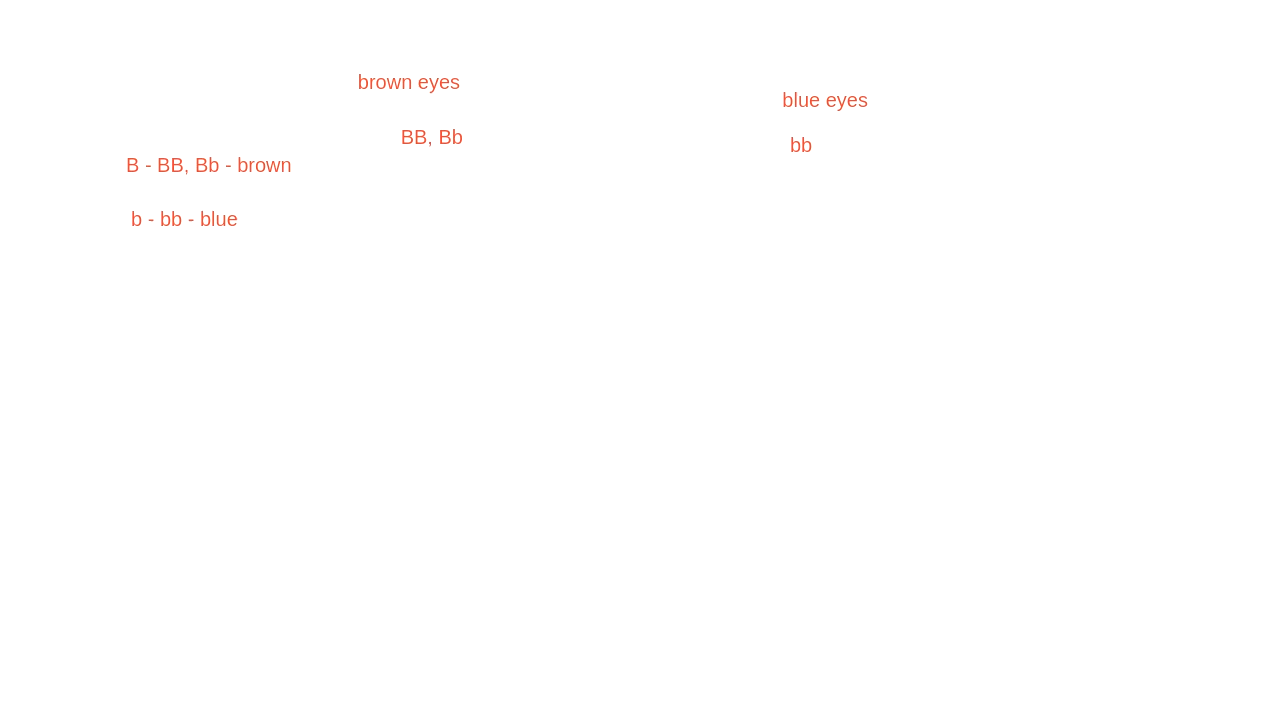 brown eyes
blue eyes
BB, Bb
bb
B - BB, Bb - brown
b - bb - blue